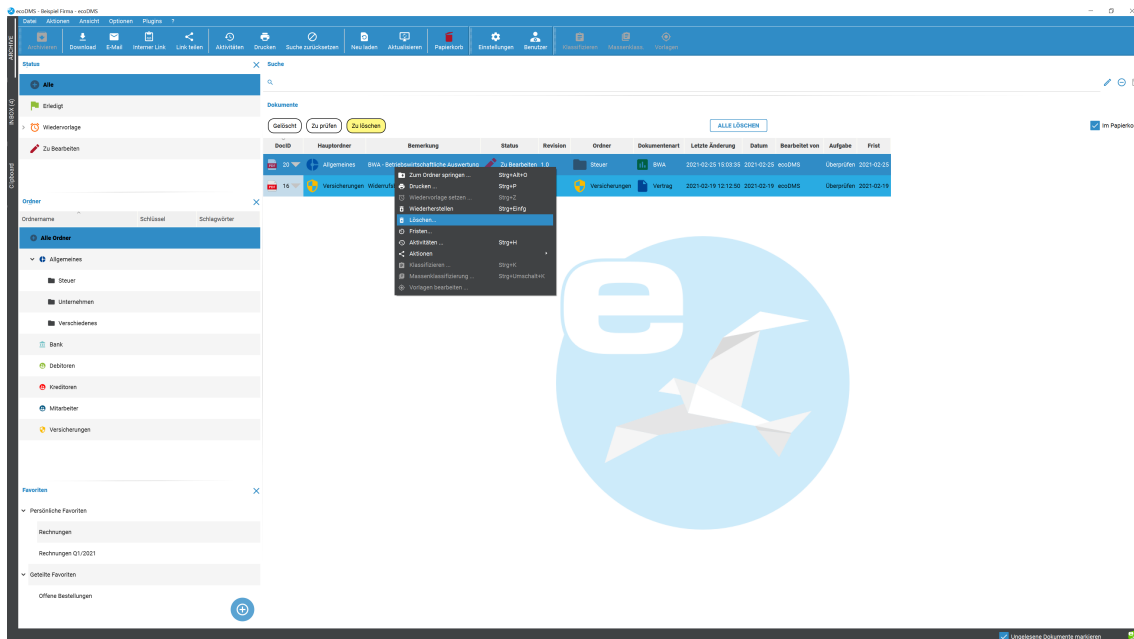 ecoDMS - Beispiel Firma - ecoDMS
Datei Aktionen Ansicht Optionen Plugins ?
Archivieren Download E-Mail Interner Link Link teilen Aktivitäten Drucken Suche zurücksetzen Neu laden Aktualisieren Papierkorb Einstellungen Benutzer Klassifizieren Massenklass. Vorlagen
ARCHIVE
INBOX (4)
Clipboard
Status
Alle
Erledigt
Wiedervorlage
Zu Bearbeiten
Ordner
Ordnername Schlüssel Schlagwörter
Alle Ordner
Allgemeines
Steuer
Unternehmen
Verschiedenes
Bank
Debitoren
Kreditoren
Mitarbeiter
Versicherungen
Favoriten
Persönliche Favoriten
Rechnungen
Rechnungen Q1/2021
Geteilte Favoriten
Offene Bestellungen
Suche
Dokumente
Gelöscht Zu prüfen Zu löschen ALLE LÖSCHEN Im Papierko
DocID Hauptordner Bemerkung Status Revision Ordner Dokumentenart Letzte Änderung Datum Bearbeitet von Aufgabe Frist
20 Allgemeines BWA - Betriebswirtschaftliche Auswertung Zu Bearbeiten 1.0 Steuer BWA 2021-02-25 15:03:35 2021-02-25 ecoDMS Überprüfen 2021-02-25
16 Versicherungen Widerrufs Versicherungen Vertrag 2021-02-19 12:12:50 2021-02-19 ecoDMS Überprüfen 2021-02-19
Zum Ordner springen ... Strg+Alt+O
Drucken ... Strg+P
Wiedervorlage setzen ... Strg+Z
Wiederherstellen Strg+Einfg
Löschen...
Fristen...
Aktivitäten ... Strg+H
Aktionen
Klassifizieren ... Strg+K
Massenklassifizierung ... Strg+Umschalt+K
Vorlagen bearbeiten ...
e
Ungelesene Dokumente markieren